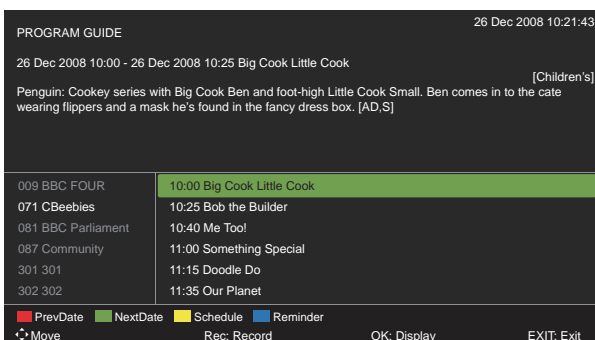 PROGRAM GUIDE
26 Dec 2008 10:21:43
26 Dec 2008 10:00 - 26 Dec 2008 10:25 Big Cook Little Cook
[Children's]
Penguin: Cookey series with Big Cook Ben and foot-high Little Cook Small. Ben comes in to the cate
wearing flippers and a mask he's found in the fancy dress box. [AD,S]
009 BBC FOUR 10:00 Big Cook Little Cook
071 CBeebies 10:25 Bob the Builder
081 BBC Parliament 10:40 Me Too!
087 Community 11:00 Something Special
301 301 11:15 Doodle Do
302 302 11:35 Our Planet
PrevDate NextDate Schedule Reminder
Move Rec: Record OK: Display EXIT: Exit